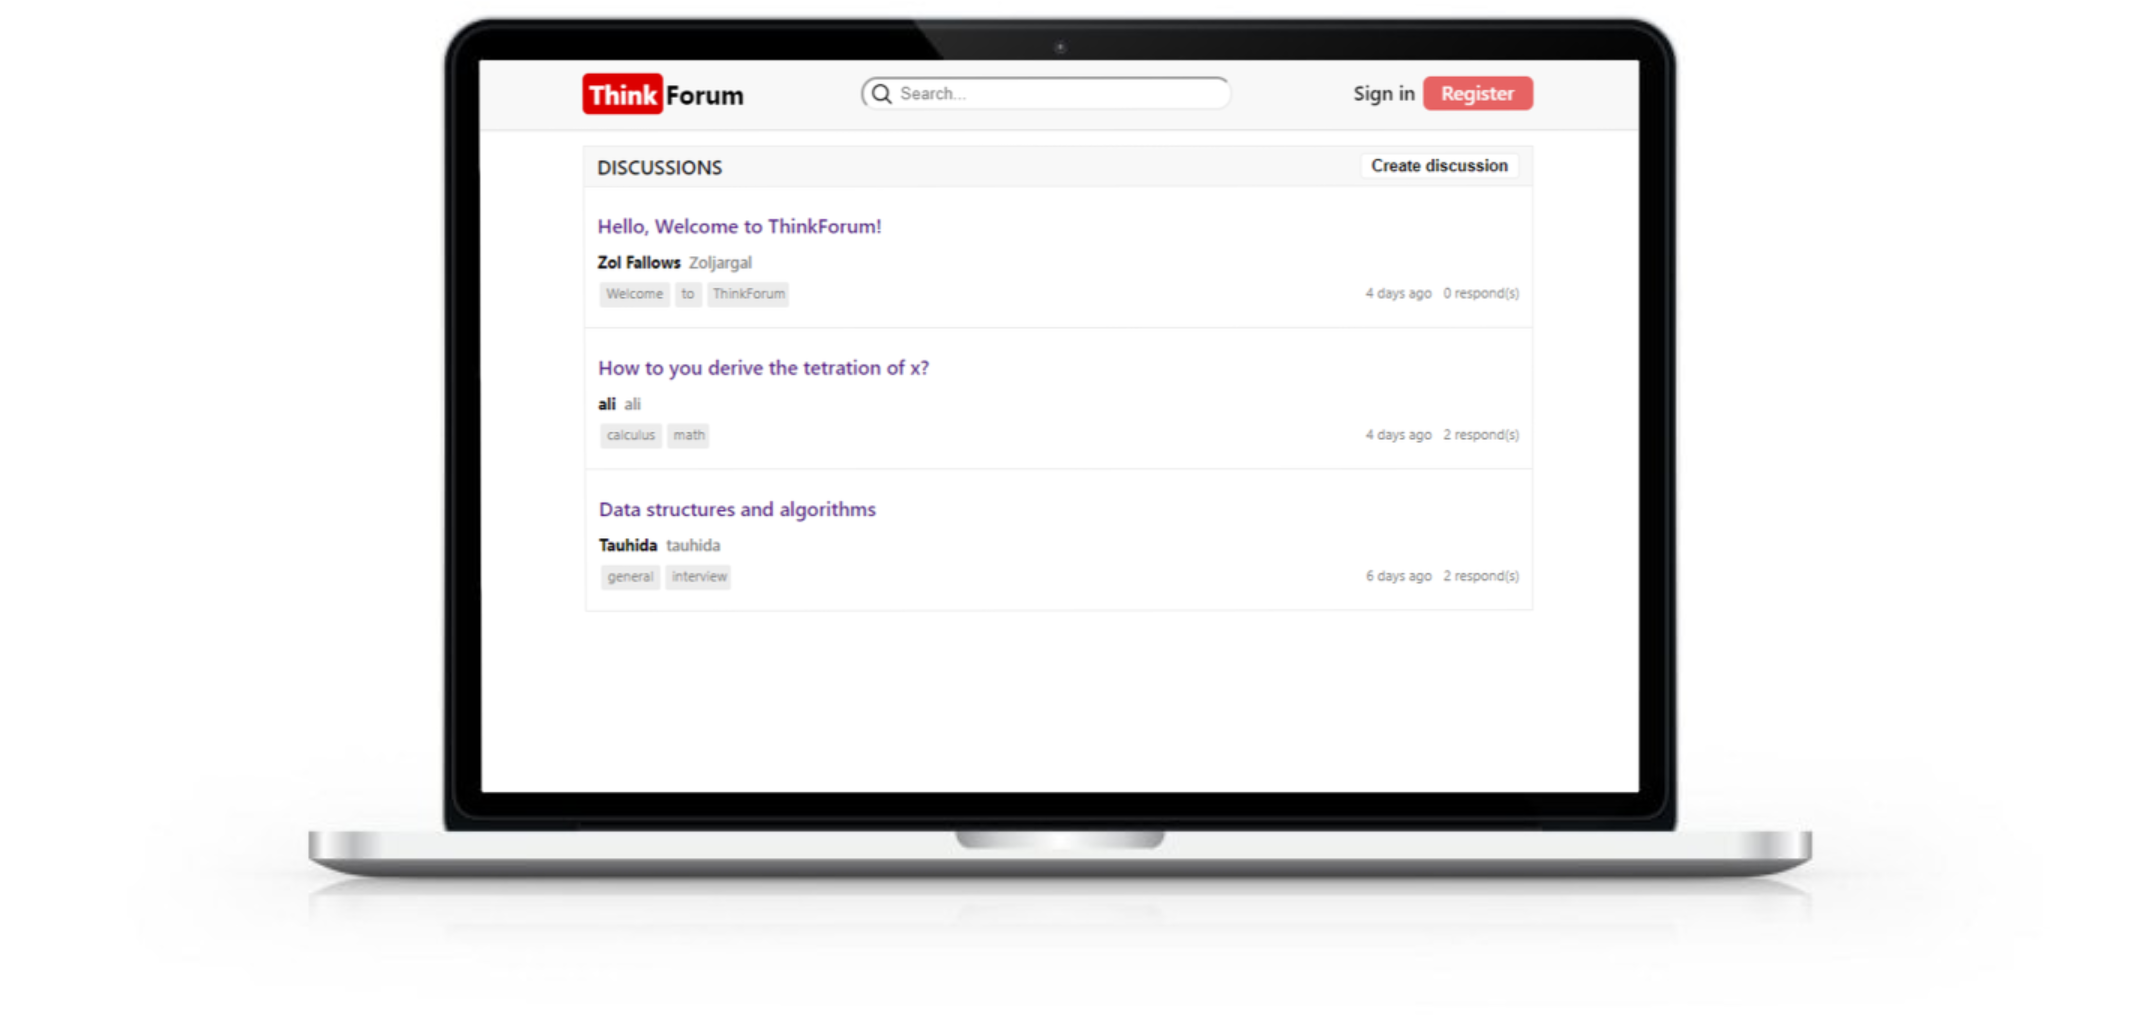 Think Forum Search... Sign in Register
DISCUSSIONS Create discussion
Hello, Welcome to ThinkForum!
Zol Fallows Zoljargal
Welcome to ThinkForum 4 days ago 0 respond(s)
How to you derive the tetration of x?
ali ali
calculus math 4 days ago 2 respond(s)
Data structures and algorithms
Tauhida tauhida
general interview 6 days ago 2 respond(s)